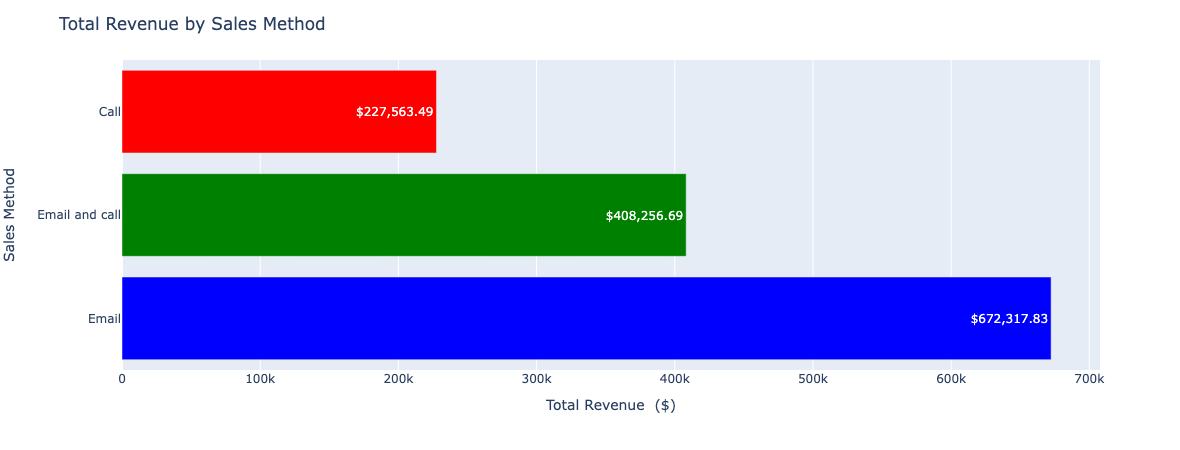 Total Revenue by Sales Method
Sales Method
Call
$227,563.49
Email and call
$408,256.69
Email
$672,317.83
0 100k 200k 300k 400k 500k 600k 700k
Total Revenue ($)